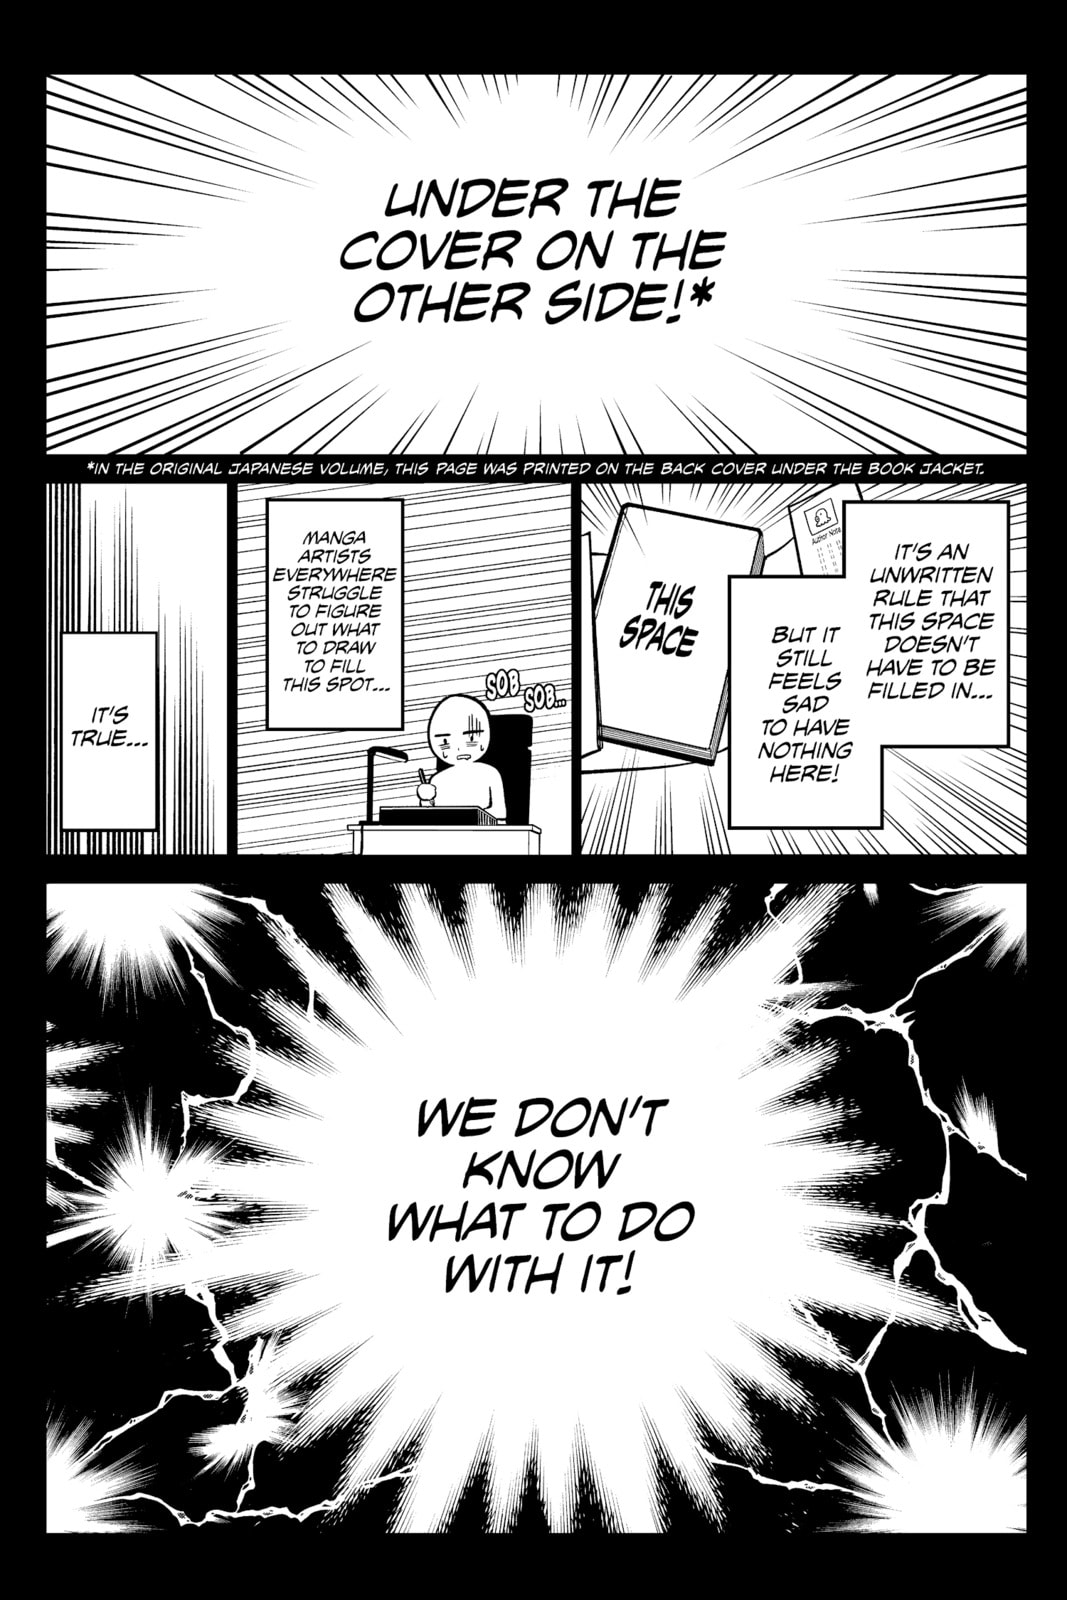 UNDER THE
COVER ON THE
OTHER SIDE!*
*IN THE ORIGINAL JAPANESE VOLUME, THIS PAGE WAS PRINTED ON THE BACK COVER UNDER THE BOOK JACKET.
IT'S AN
UNWRITTEN
RULE THAT
THIS SPACE
DOESN'T
HAVE TO BE
FILLED IN...
Author Note
THIS
SPACE
BUT IT
STILL
FEELS
SAD
TO HAVE
NOTHING
HERE!
MANGA
ARTISTS
EVERYWHERE
STRUGGLE
TO FIGURE
OUT WHAT
TO DRAW
TO FILL
THIS SPOT...
SOB
SOB...
IT'S
TRUE...
WE DON'T
KNOW
WHAT TO DO
WITH IT!